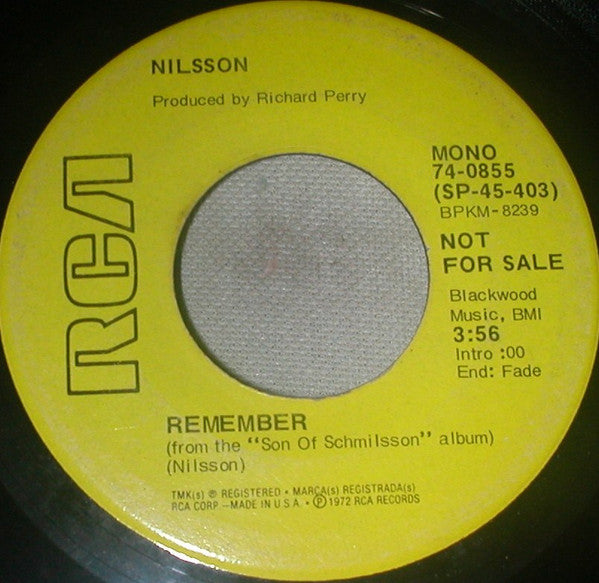 NILSSON
Produced by Richard Perry
RCA
MONO
74-0855
(SP-45-403)
BPKM-8239
NOT
FOR SALE
Blackwood
Music, BMI
3:56
Intro :00
End: Fade
REMEMBER
(from the "Son Of Schmilsson" album)
(Nilsson)
TMK(s) ® REGISTERED • MARCA(s) REGISTRADA(s)
RCA CORP.--MADE IN U.S.A. • ℗ 1972 RCA RECORDS